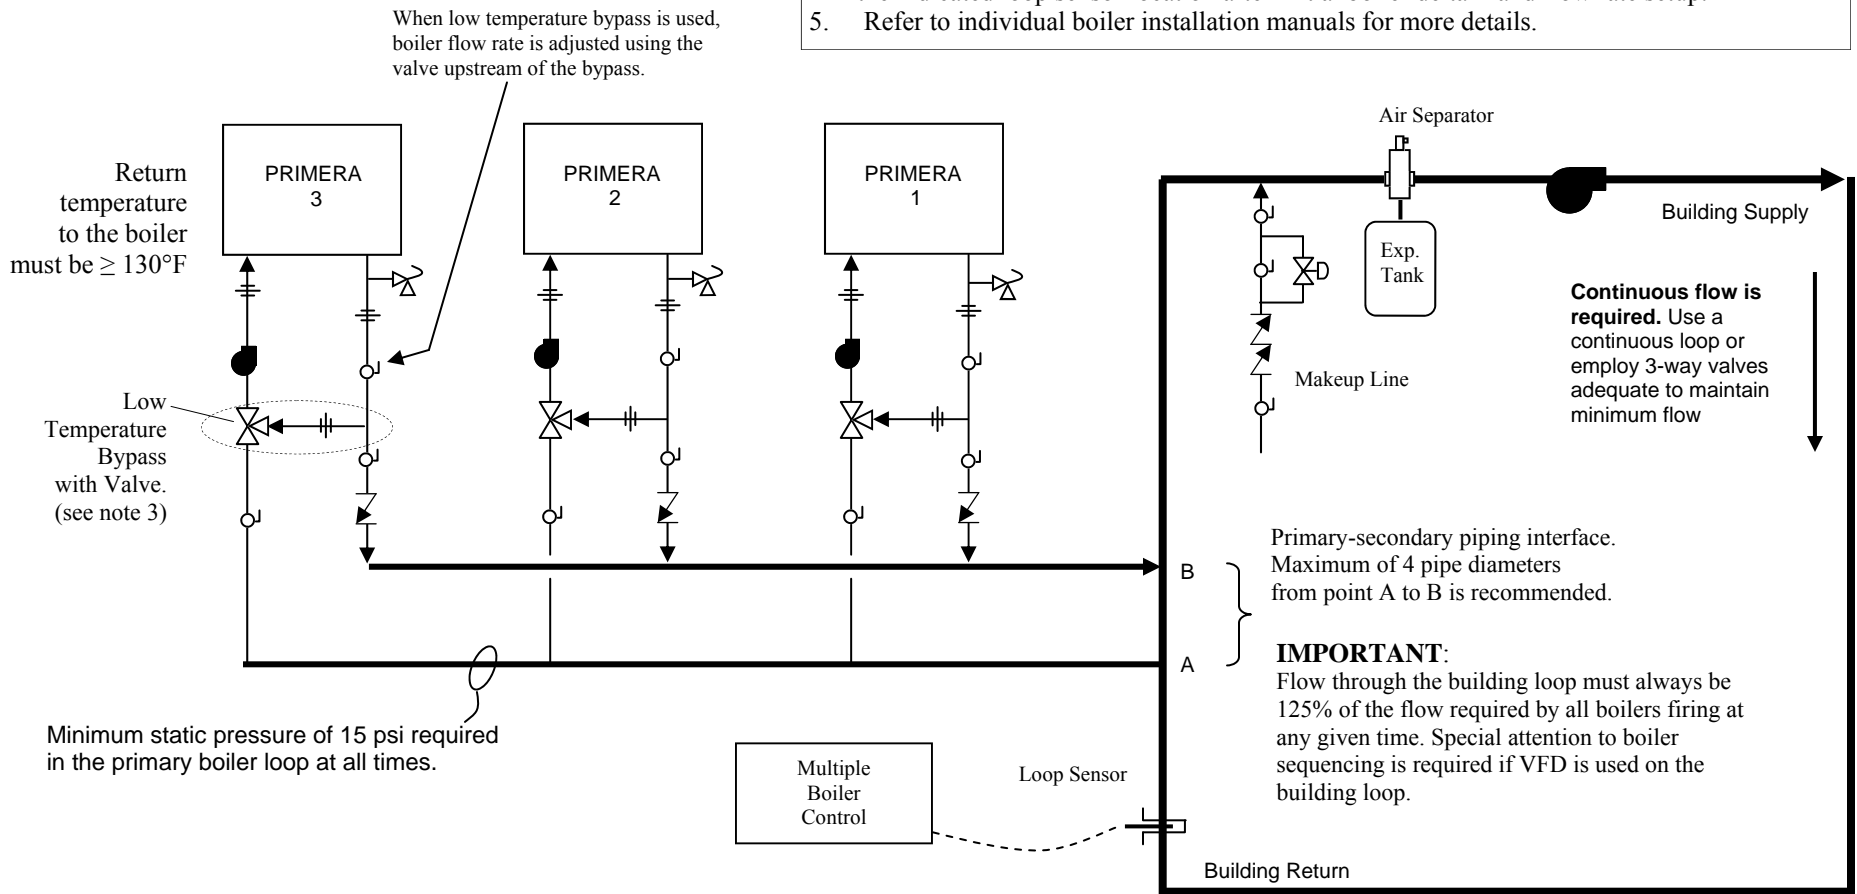 When low temperature bypass is used,
boiler flow rate is adjusted using the
valve upstream of the bypass.
5. Refer to individual boiler installation manuals for more details.
Return
temperature
to the boiler
must be ≥ 130°F
PRIMERA
3
PRIMERA
2
PRIMERA
1
Air Separator
Building Supply
Exp.
Tank
Continuous flow is
required. Use a
continuous loop or
employ 3-way valves
adequate to maintain
minimum flow
Makeup Line
Low
Temperature
Bypass
with Valve.
(see note 3)
B
Primary-secondary piping interface.
Maximum of 4 pipe diameters
from point A to B is recommended.
A
IMPORTANT:
Flow through the building loop must always be
125% of the flow required by all boilers firing at
any given time. Special attention to boiler
sequencing is required if VFD is used on the
building loop.
Minimum static pressure of 15 psi required
in the primary boiler loop at all times.
Multiple
Boiler
Control
Loop Sensor
Building Return